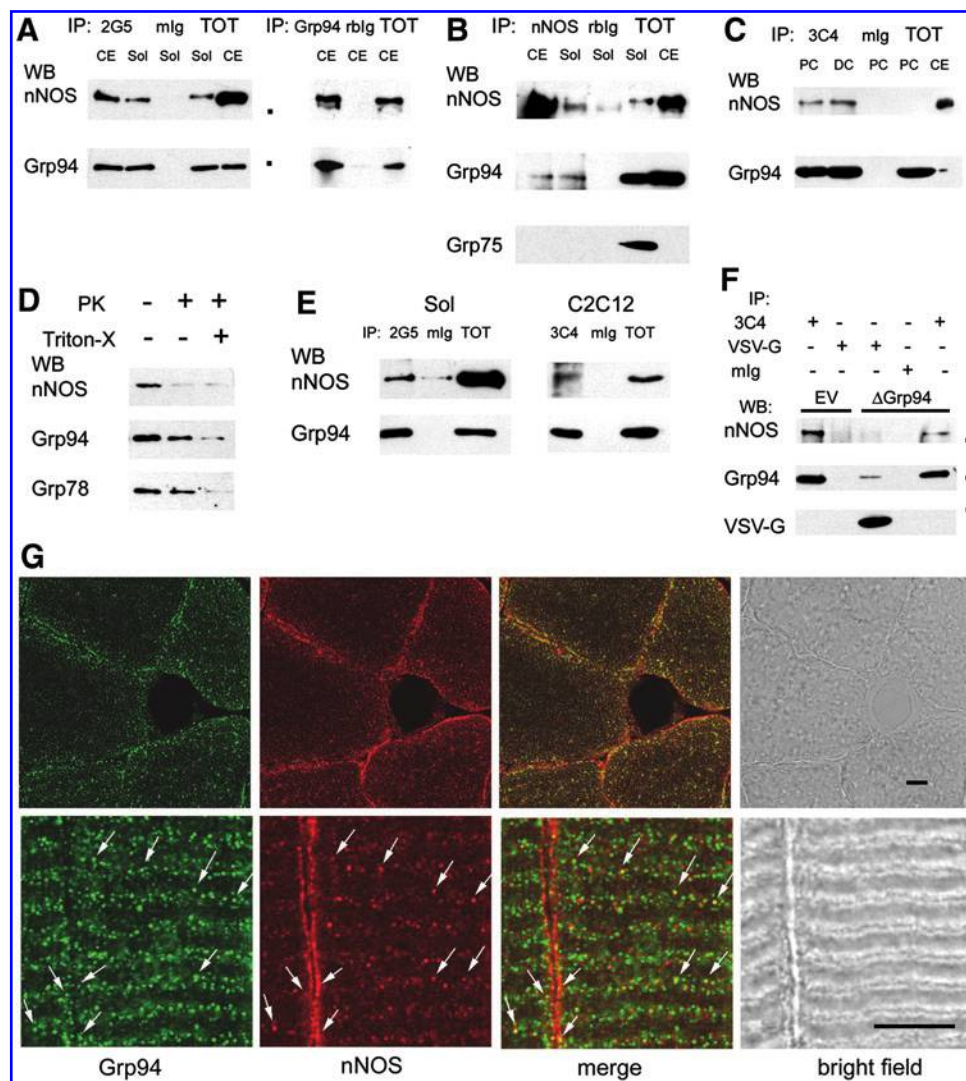 A
IP: 2G5 mIg TOT
CE Sol Sol Sol CE
WB
nNOS
Grp94
IP: Grp94 rbIg TOT
CE CE CE
B
IP: nNOS rbIg TOT
CE Sol Sol Sol CE
WB
nNOS
Grp94
Grp75
C
IP: 3C4 mIg TOT
PC DC PC PC CE
WB
nNOS
Grp94
D
PK - + +
Triton-X - - +
WB
nNOS
Grp94
Grp78
E
Sol C2C12
IP: 2G5 mIg TOT 3C4 mIg TOT
WB
nNOS
Grp94
F
IP:
3C4 + - - - +
VSV-G - + + - -
mIg - - - + -
EV ΔGrp94
WB:
nNOS
Grp94
VSV-G
G
Grp94 nNOS merge bright field